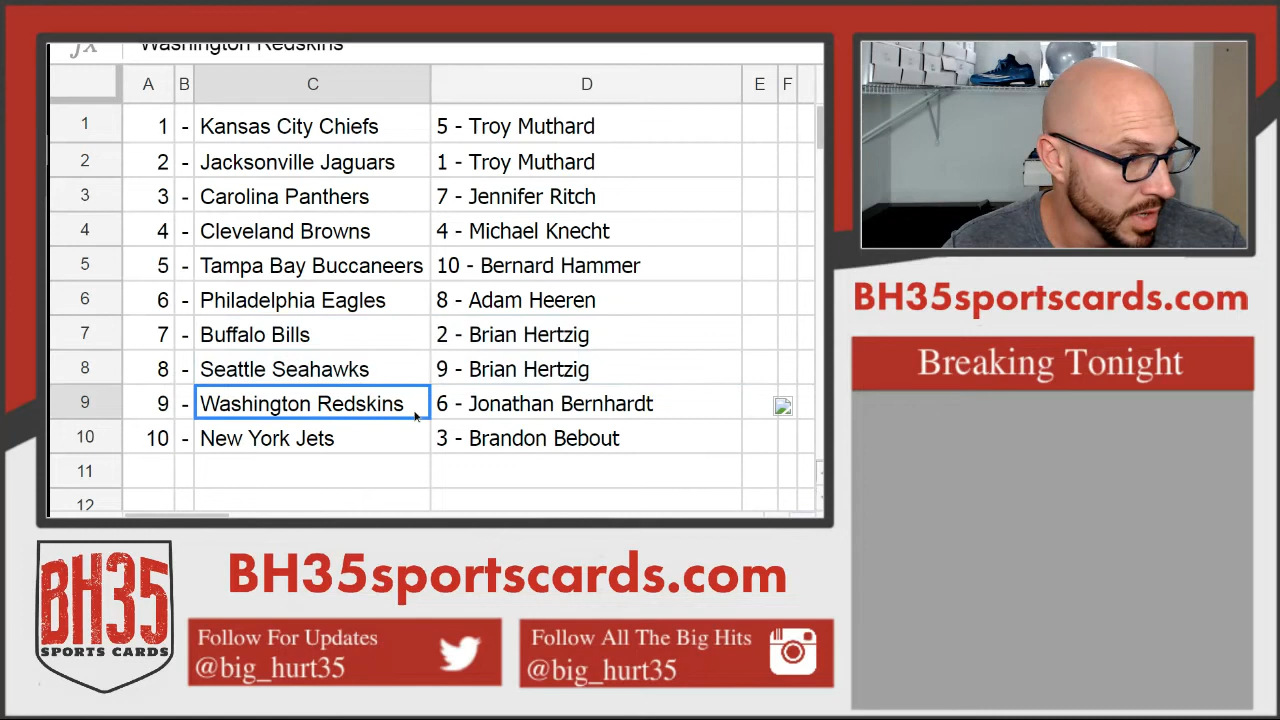 Washington Redskins
A B C D E F
1 1 - Kansas City Chiefs 5 - Troy Muthard
2 2 - Jacksonville Jaguars 1 - Troy Muthard
3 3 - Carolina Panthers 7 - Jennifer Ritch
4 4 - Cleveland Browns 4 - Michael Knecht
5 5 - Tampa Bay Buccaneers 10 - Bernard Hammer
6 6 - Philadelphia Eagles 8 - Adam Heeren
7 7 - Buffalo Bills 2 - Brian Hertzig
8 8 - Seattle Seahawks 9 - Brian Hertzig
9 9 - Washington Redskins 6 - Jonathan Bernhardt
10 10 - New York Jets 3 - Brandon Bebout
11
12
BH35sportscards.com
Breaking Tonight
BH35
SPORTS CARDS
BH35sportscards.com
Follow For Updates
@big_hurt35
Follow All The Big Hits
@big_hurt35